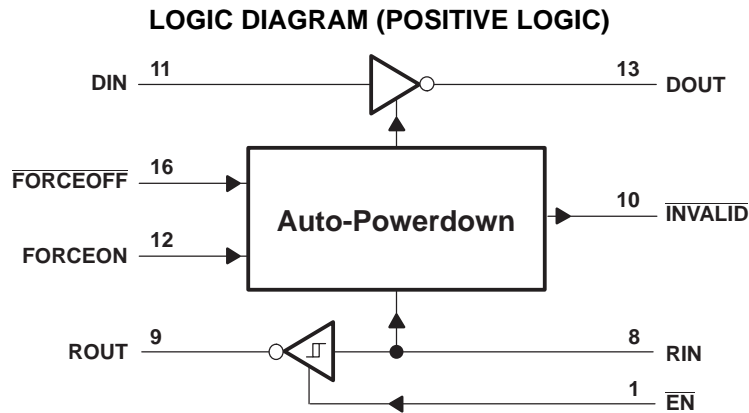 LOGIC DIAGRAM (POSITIVE LOGIC)
DIN 11 13 DOUT
FORCEOFF 16
Auto-Powerdown
10 INVALID
FORCEON 12
ROUT 9 8 RIN
1 EN